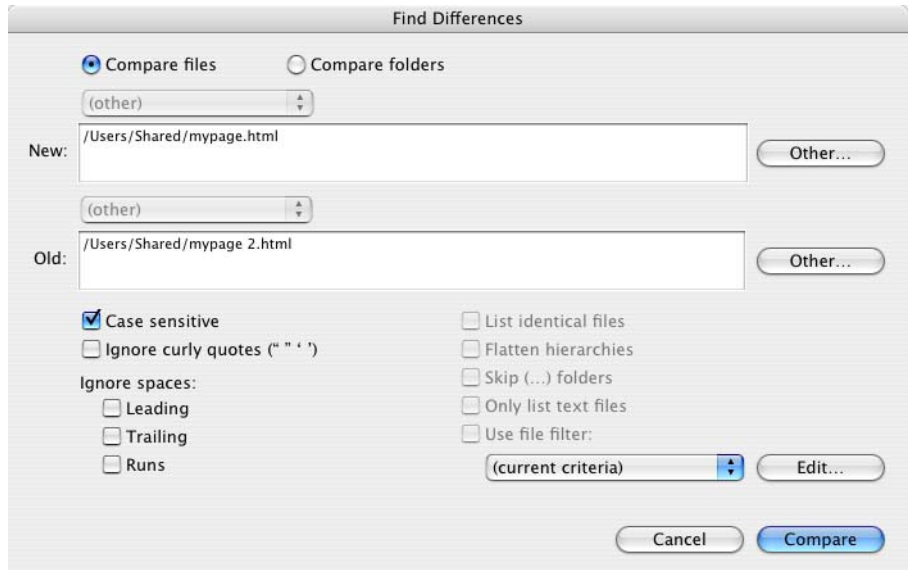 Find Differences
Compare files Compare folders
(other)
New: /Users/Shared/mypage.html Other...
(other)
Old: /Users/Shared/mypage 2.html Other...
Case sensitive List identical files
Ignore curly quotes (“ ” ‘ ’) Flatten hierarchies
Ignore spaces: Skip (...) folders
Leading Only list text files
Trailing Use file filter:
Runs (current criteria) Edit...
Cancel Compare